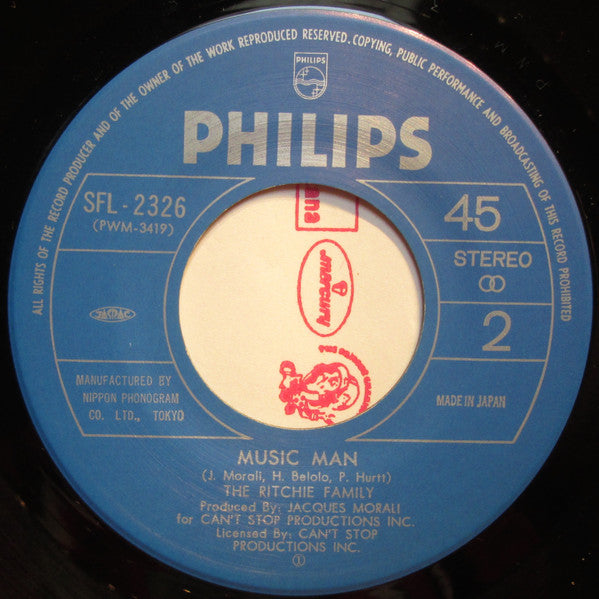 ALL RIGHTS OF THE RECORD PRODUCER AND OF THE OWNER OF THE WORK REPRODUCED RESERVED. COPYING, PUBLIC PERFORMANCE AND BROADCASTING OF THIS RECORD PROHIBITED
PHILIPS
PHILIPS
SFL-2326
(PWM-3419)
45
STEREO
2
JASRAC
MANUFACTURED BY
NIPPON PHONOGRAM
CO. LTD., TOKYO
MADE IN JAPAN
mercury
MUSIC MAN
(J. Morali, H. Belolo, P. Hurtt)
THE RITCHIE FAMILY
Produced By: JACQUES MORALI
for CAN'T STOP PRODUCTIONS INC.
Licensed By: CAN'T STOP
PRODUCTIONS INC.
①